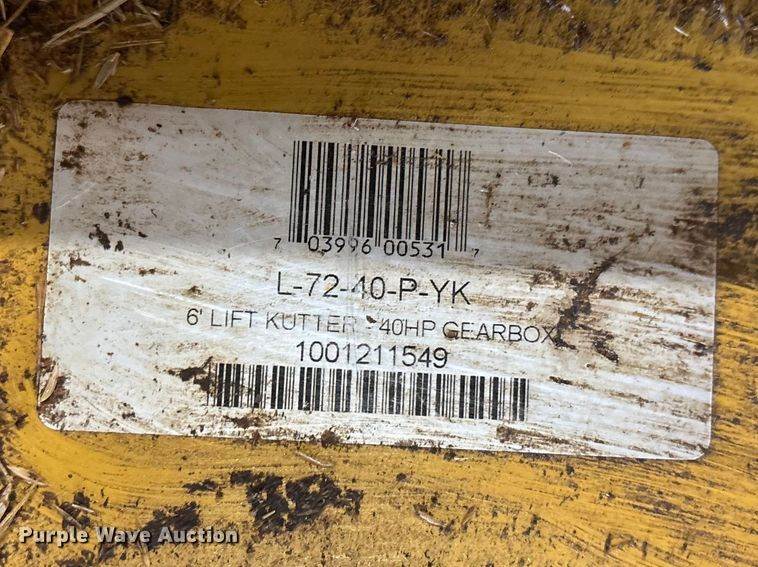 7 03996 00531 7
L-72-40-P-YK
6' LIFT KUTTER - 40HP GEARBOX
1001211549
Purple Wave Auction